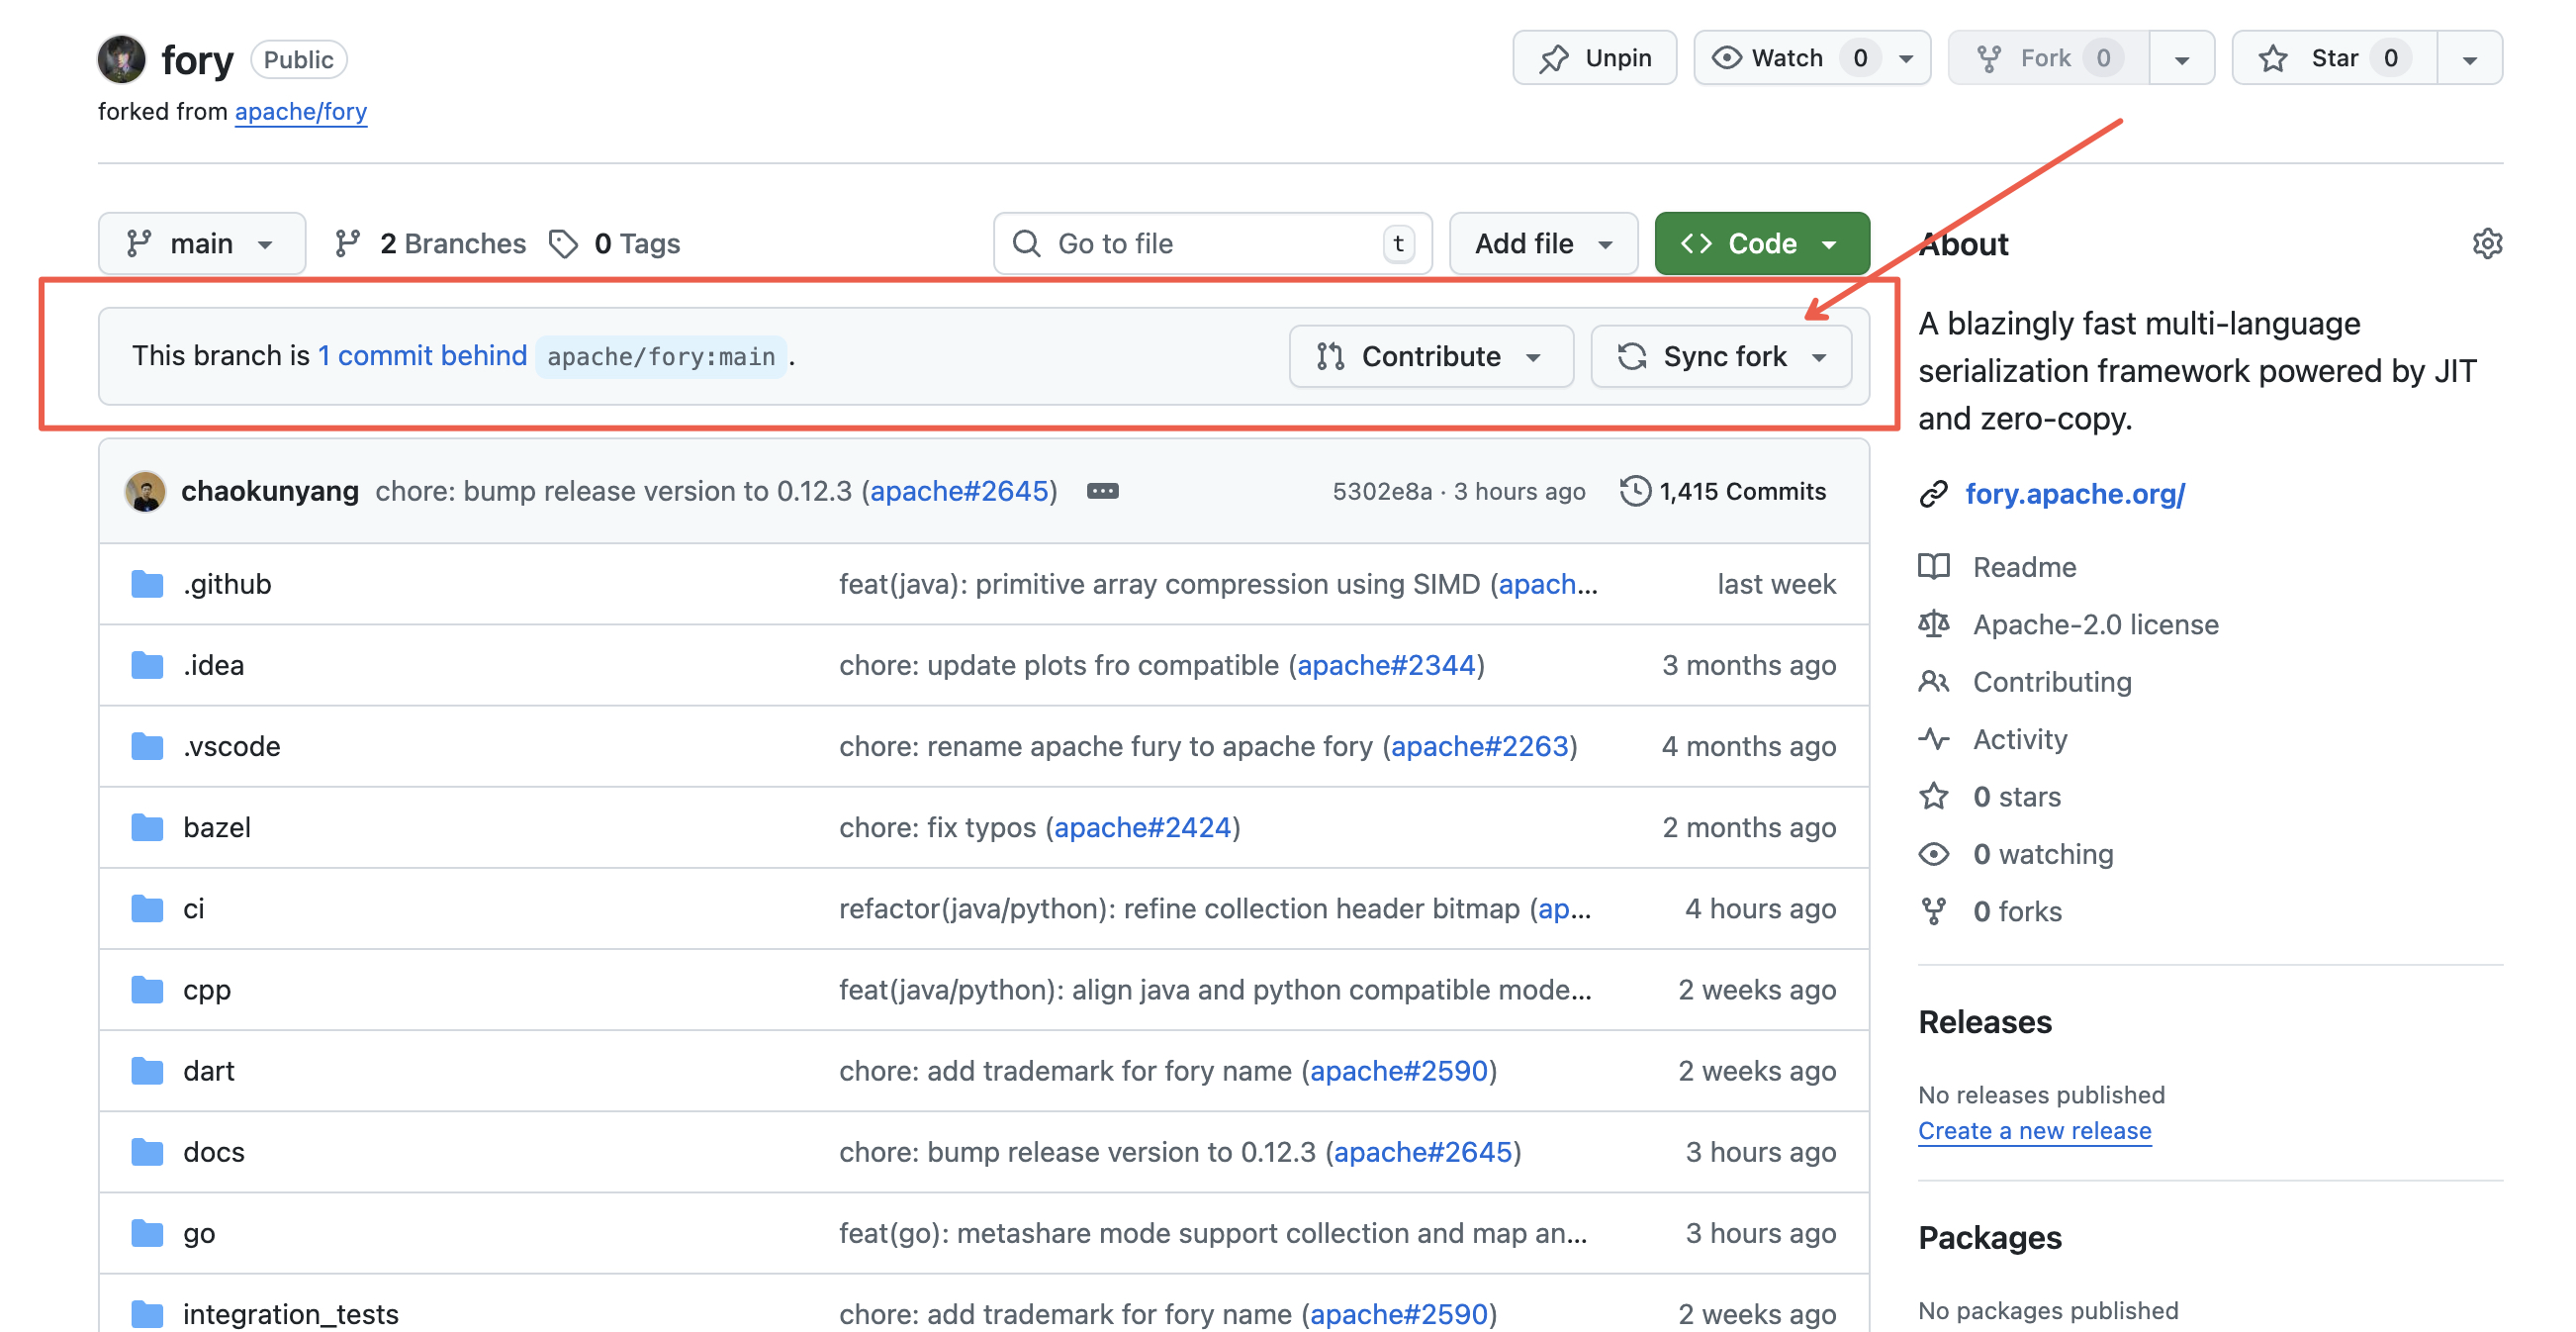 fory Public
Unpin Watch 0 Fork 0 Star 0
forked from apache/fory
main 2 Branches 0 Tags Go to file t Add file Code
This branch is 1 commit behind apache/fory:main . Contribute Sync fork
chaokunyang chore: bump release version to 0.12.3 (apache#2645) 5302e8a · 3 hours ago 1,415 Commits
.github feat(java): primitive array compression using SIMD (apach... last week
.idea chore: update plots fro compatible (apache#2344) 3 months ago
.vscode chore: rename apache fury to apache fory (apache#2263) 4 months ago
bazel chore: fix typos (apache#2424) 2 months ago
ci refactor(java/python): refine collection header bitmap (ap... 4 hours ago
cpp feat(java/python): align java and python compatible mode... 2 weeks ago
dart chore: add trademark for fory name (apache#2590) 2 weeks ago
docs chore: bump release version to 0.12.3 (apache#2645) 3 hours ago
go feat(go): metashare mode support collection and map an... 3 hours ago
integration_tests chore: add trademark for fory name (apache#2590) 2 weeks ago
About
A blazingly fast multi-language
serialization framework powered by JIT
and zero-copy.
fory.apache.org/
Readme
Apache-2.0 license
Contributing
Activity
0 stars
0 watching
0 forks
Releases
No releases published
Create a new release
Packages
No packages published